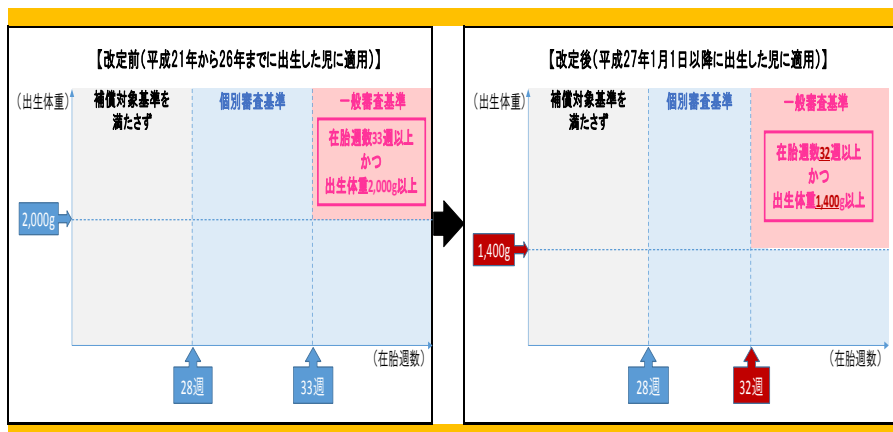 【改定前(平成21年から26年までに出生した児に適用)】
(出生体重)
補償対象基準を
満たさず
個別審査基準
一般審査基準
在胎週数33週以上
かつ
出生体重2,000g以上
2,000g
(在胎週数)
28週
33週
【改定後(平成27年1月1日以降に出生した児に適用)】
(出生体重)
補償対象基準を
満たさず
個別審査基準
一般審査基準
在胎週数32週以上
かつ
出生体重1,400g以上
1,400g
(在胎週数)
28週
32週